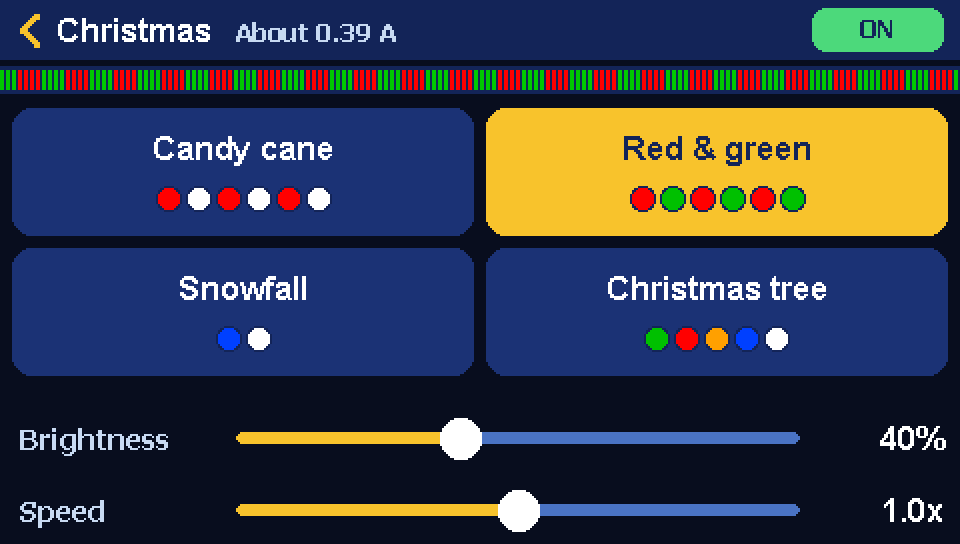 Christmas About 0.39 A ON
Candy cane
Red & green
Snowfall
Christmas tree
Brightness 40%
Speed 1.0x